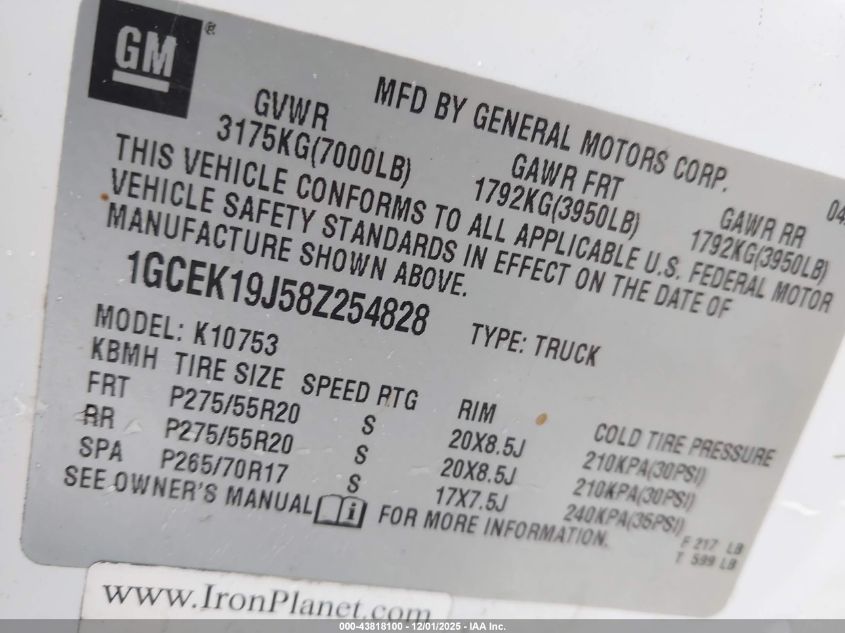 GM ®
MFD BY GENERAL MOTORS CORP. 04
GVWR GAWR FRT GAWR RR
3175KG(7000LB) 1792KG(3950LB) 1792KG(3950LB)
THIS VEHICLE CONFORMS TO ALL APPLICABLE U.S. FEDERAL MOTOR
VEHICLE SAFETY STANDARDS IN EFFECT ON THE DATE OF
MANUFACTURE SHOWN ABOVE.
1GCEK19J58Z254828 TYPE: TRUCK
MODEL: K10753
KBMH TIRE SIZE SPEED RTG RIM COLD TIRE PRESSURE
FRT P275/55R20 S 20X8.5J 210KPA(30PSI)
RR P275/55R20 S 20X8.5J 210KPA(30PSI)
SPA P265/70R17 S 17X7.5J 240KPA(35PSI)
SEE OWNER'S MANUAL i FOR MORE INFORMATION.
F 217 LB
T 599 LB
www.IronPlanet.com
000-43818100 - 12/01/2025 - IAA Inc.